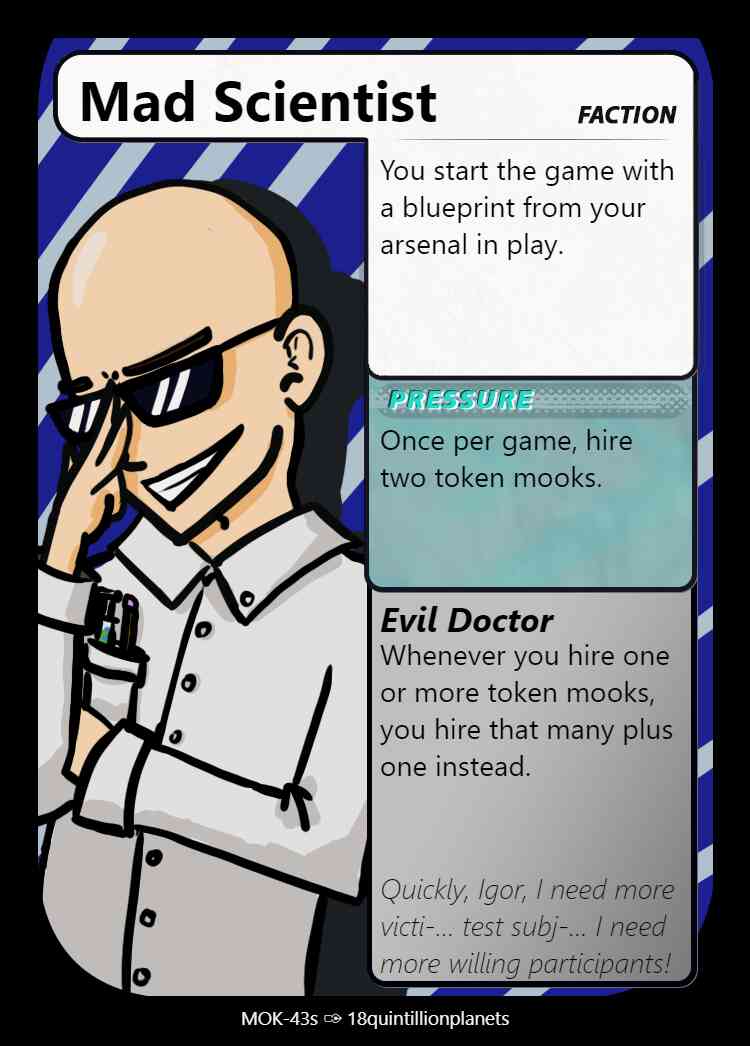 Mad Scientist
FACTION
You start the game with
a blueprint from your
arsenal in play.
PRESSURE
Once per game, hire
two token mooks.
Evil Doctor
Whenever you hire one
or more token mooks,
you hire that many plus
one instead.
Quickly, Igor, I need more
victi-... test subj-... I need
more willing participants!
MOK-43s ➩ 18quintillionplanets